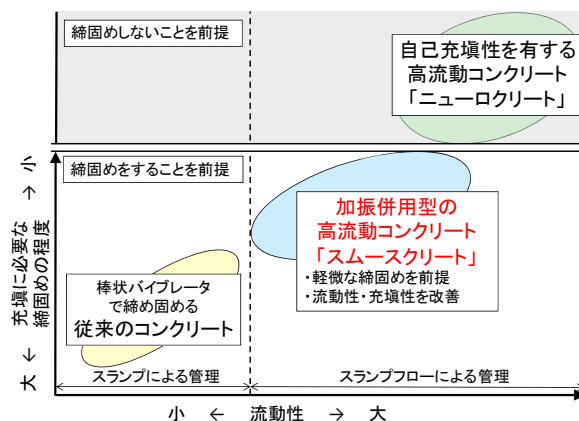 締固めしないことを前提
自己充塡性を有する
高流動コンクリート
「ニューロクリート」
締固めをすることを前提
加振併用型の
高流動コンクリート
「スムースクリート」
・軽微な締固めを前提
・流動性・充塡性を改善
棒状バイブレータ
で締め固める
従来のコンクリート
大 ← 充塡に必要な → 小
締固めの程度
スランプによる管理
スランプフローによる管理
小 ← 流動性 → 大